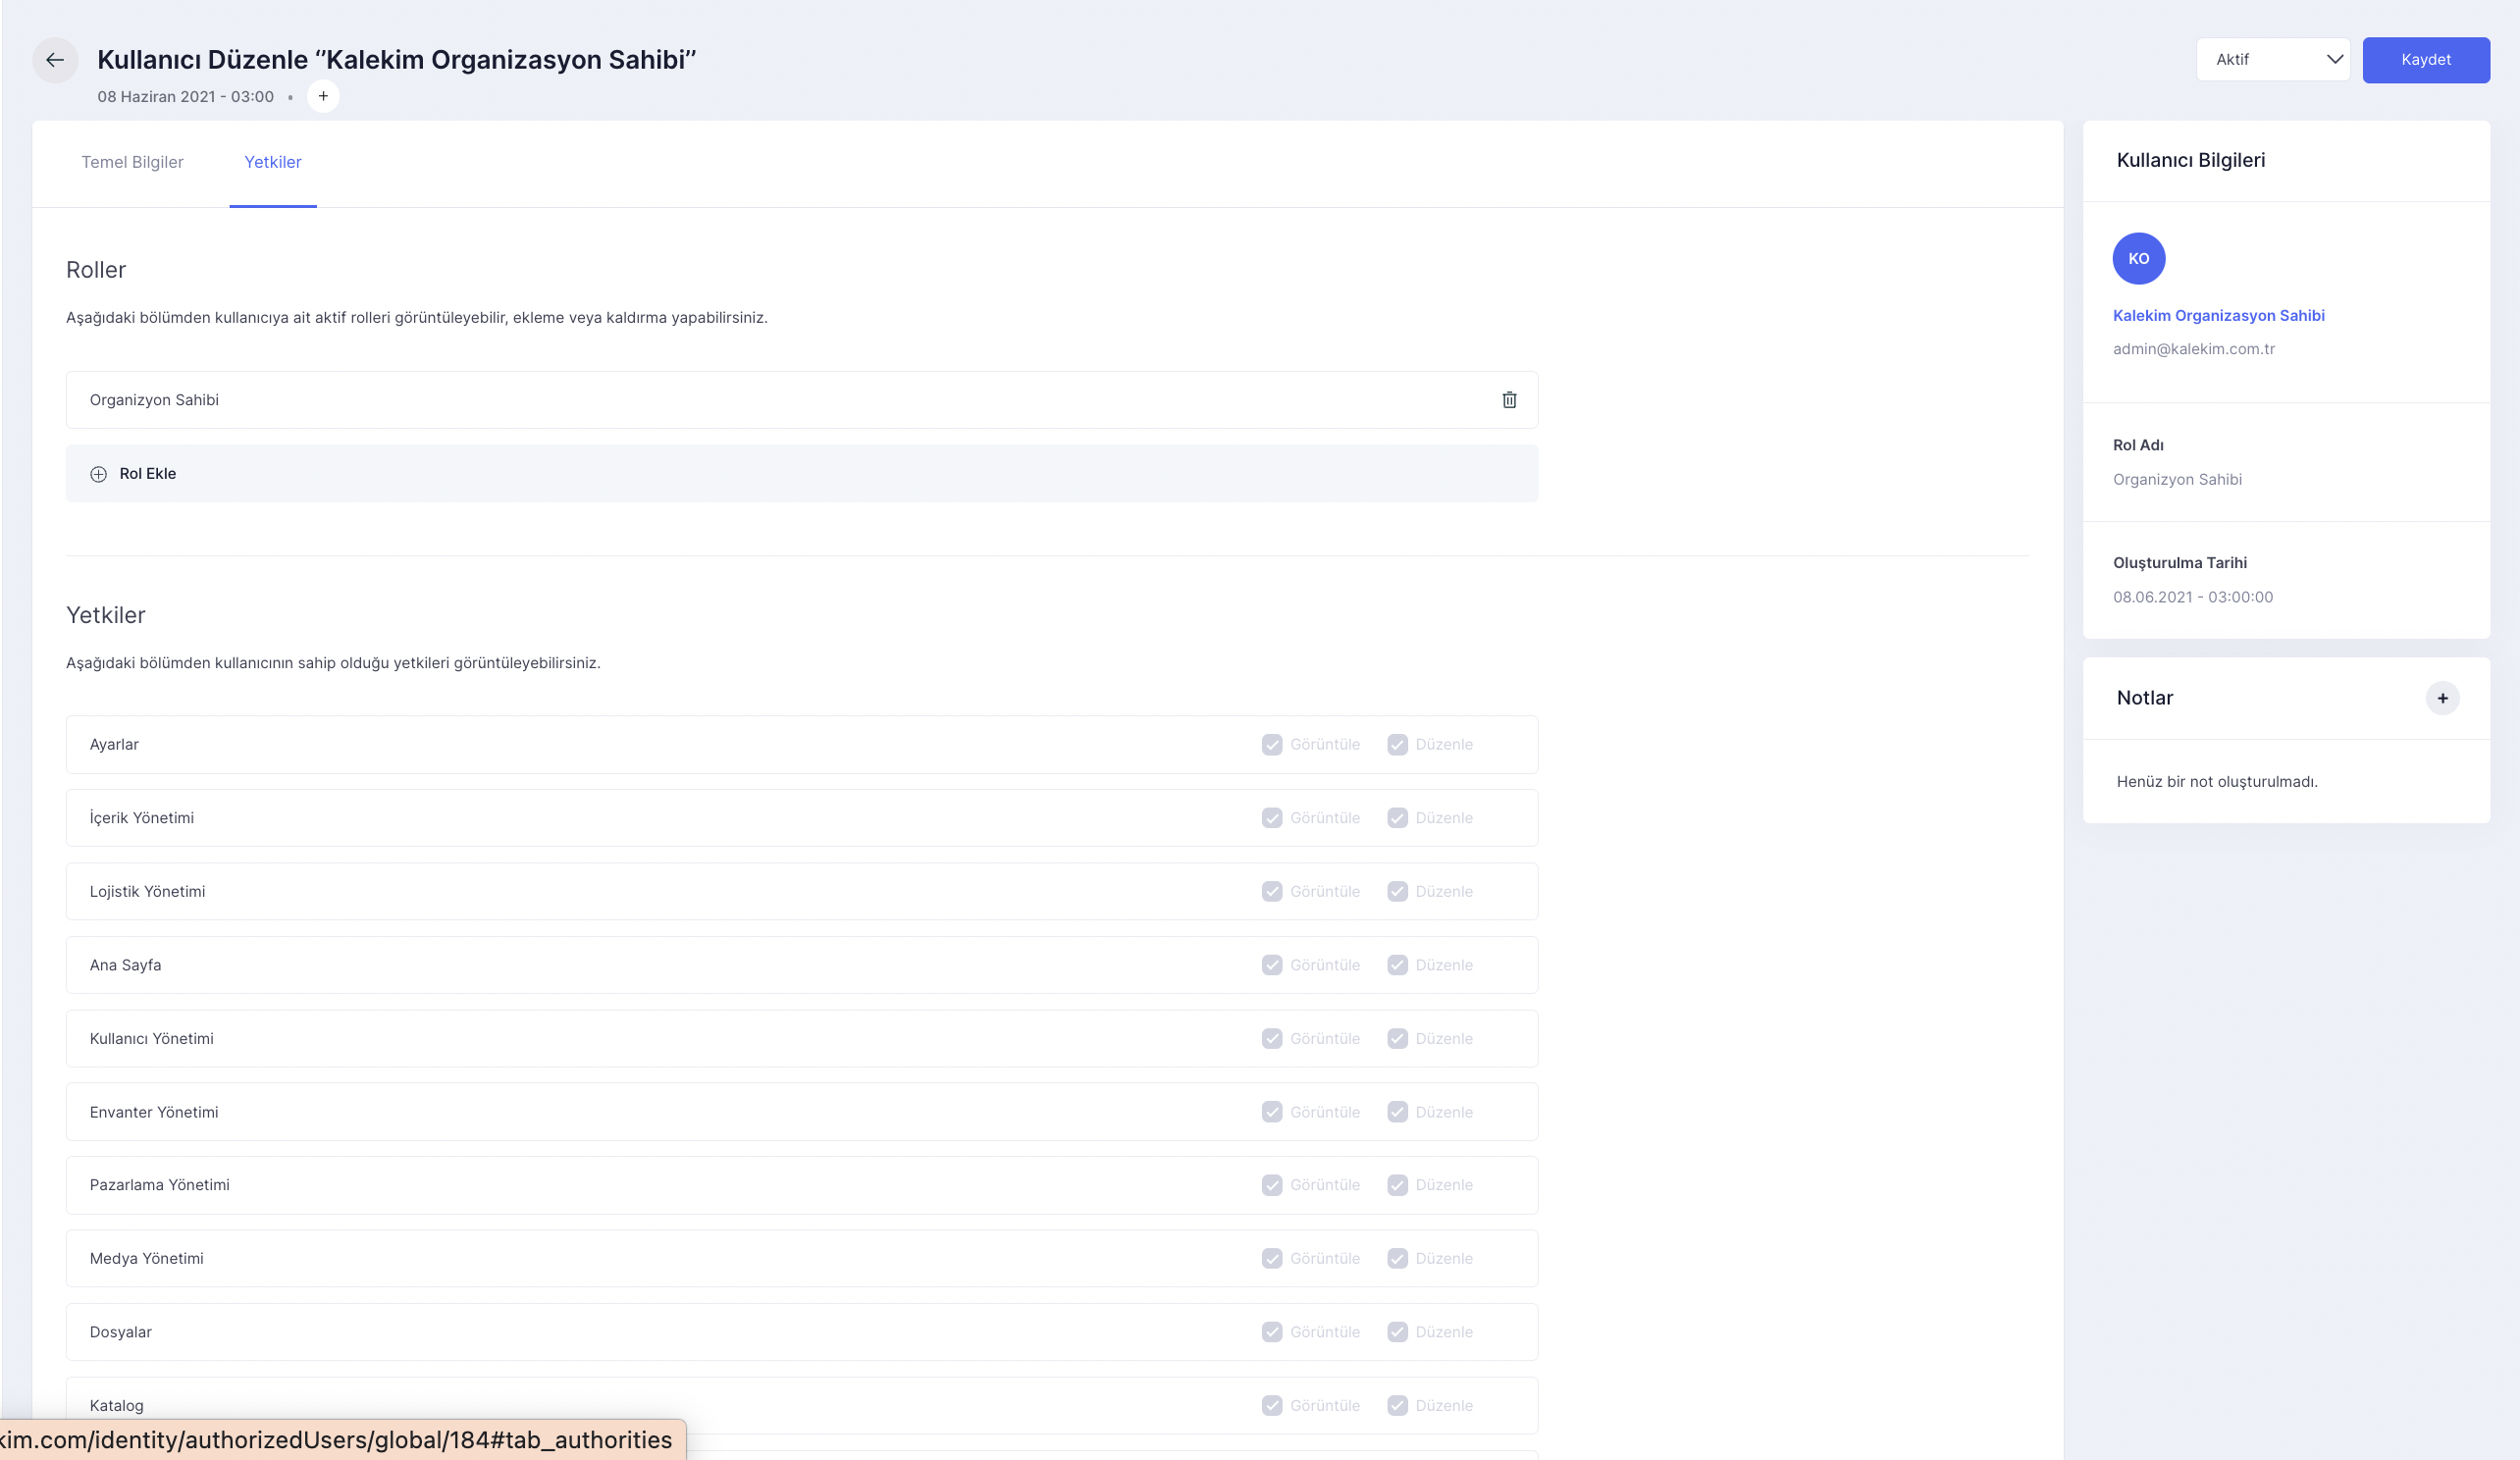 Kullanıcı Düzenle ‘’Kalekim Organizasyon Sahibi’’
08 Haziran 2021 - 03:00 • +
Aktif
Kaydet
Temel Bilgiler
Yetkiler
Roller
Aşağıdaki bölümden kullanıcıya ait aktif rolleri görüntüleyebilir, ekleme veya kaldırma yapabilirsiniz.
Organizyon Sahibi
Rol Ekle
Yetkiler
Aşağıdaki bölümden kullanıcının sahip olduğu yetkileri görüntüleyebilirsiniz.
Ayarlar Görüntüle Düzenle
İçerik Yönetimi Görüntüle Düzenle
Lojistik Yönetimi Görüntüle Düzenle
Ana Sayfa Görüntüle Düzenle
Kullanıcı Yönetimi Görüntüle Düzenle
Envanter Yönetimi Görüntüle Düzenle
Pazarlama Yönetimi Görüntüle Düzenle
Medya Yönetimi Görüntüle Düzenle
Dosyalar Görüntüle Düzenle
Katalog Görüntüle Düzenle
kim.com/identity/authorizedUsers/global/184#tab_authorities
Kullanıcı Bilgileri
KO
Kalekim Organizasyon Sahibi
admin@kalekim.com.tr
Rol Adı
Organizyon Sahibi
Oluşturulma Tarihi
08.06.2021 - 03:00:00
Notlar +
Henüz bir not oluşturulmadı.